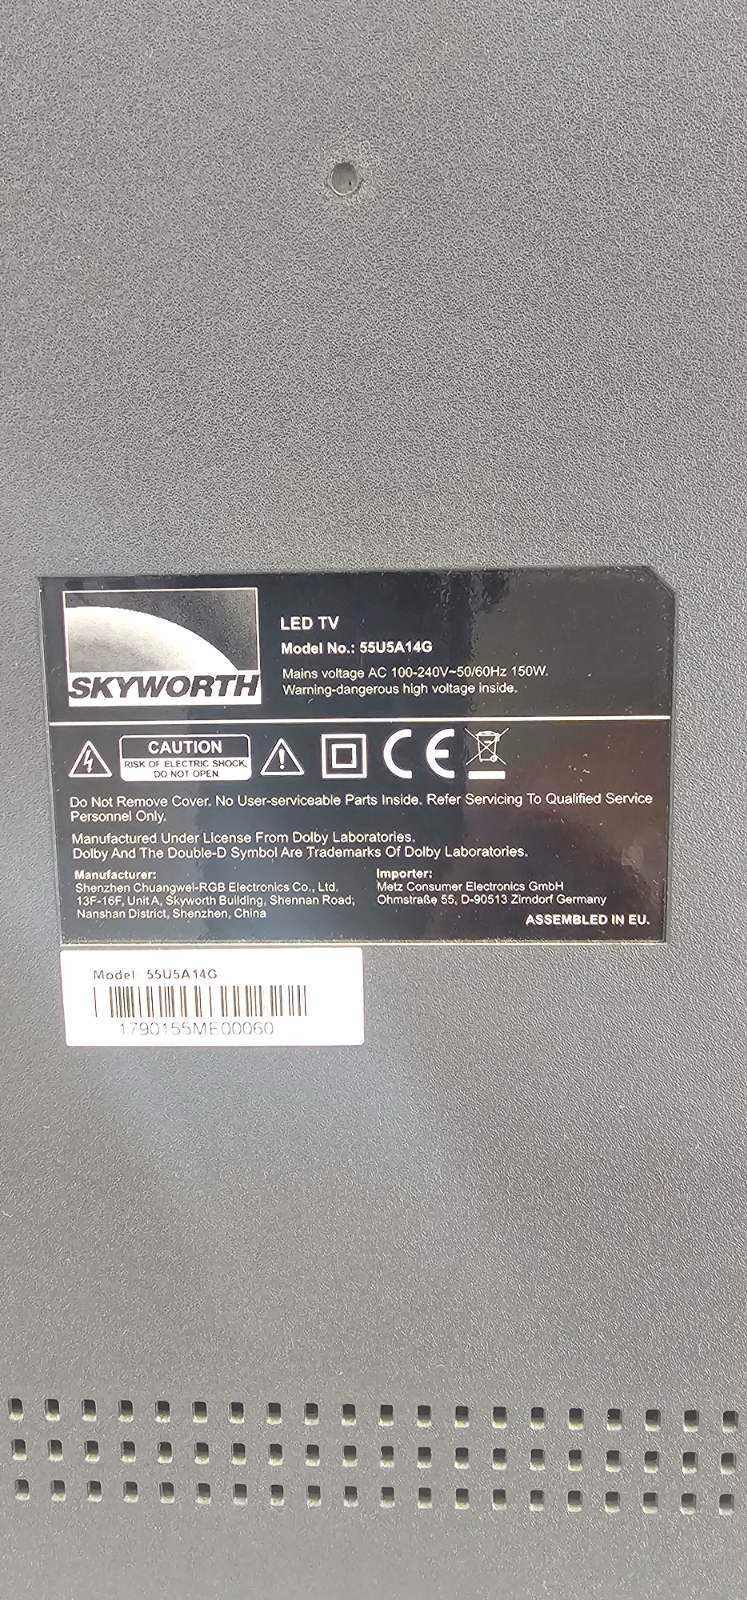 SKYWORTH
LED TV
Model No.: 55U5A14G
Mains voltage AC 100-240V~50/60Hz 150W.
Warning-dangerous high voltage inside.
CAUTION
RISK OF ELECTRIC SHOCK,
DO NOT OPEN
CE
Do Not Remove Cover. No User-serviceable Parts Inside. Refer Servicing To Qualified Service
Personnel Only.
Manufactured Under License From Dolby Laboratories.
Dolby And The Double-D Symbol Are Trademarks Of Dolby Laboratories.
Manufacturer:
Shenzhen Chuangwei-RGB Electronics Co., Ltd.
13F-16F, Unit A, Skyworth Building, Shennan Road,
Nanshan District, Shenzhen, China
Importer:
Metz Consumer Electronics GmbH
Ohmstraße 55, D-90513 Zirndorf Germany
ASSEMBLED IN EU.
Model 55U5A14G
1790155ME00060